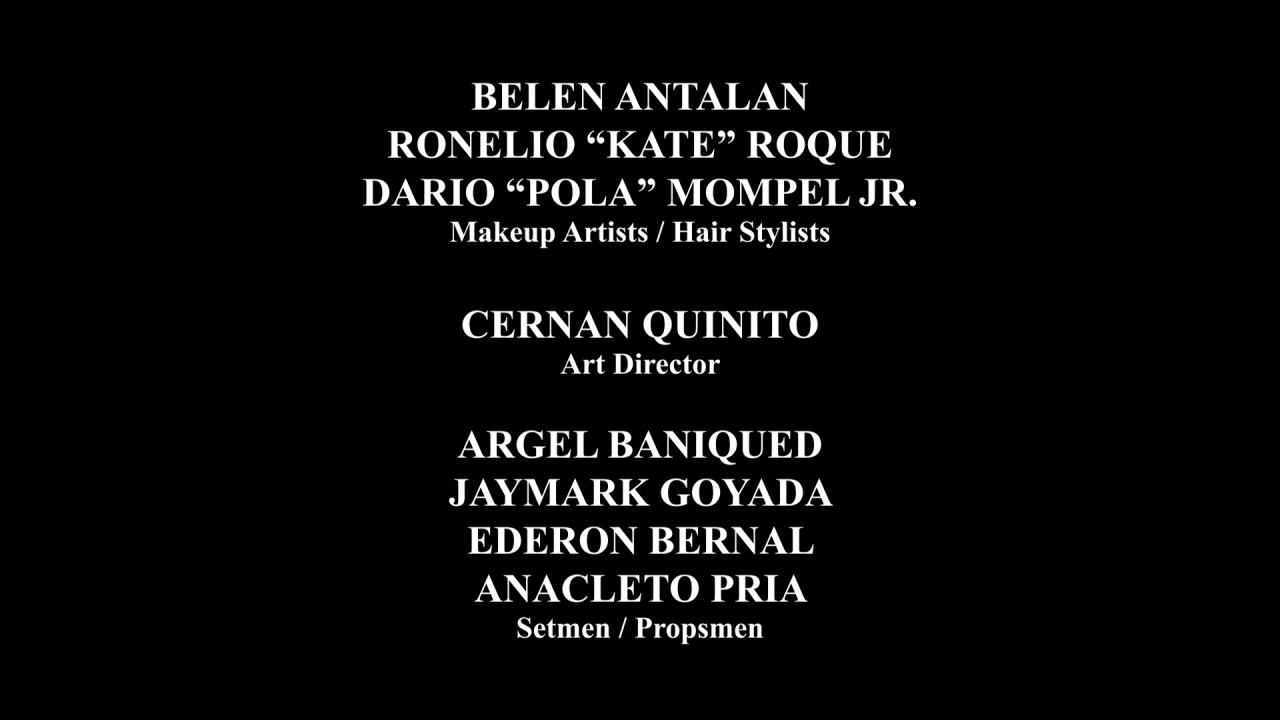 BELEN ANTALAN
RONELIO “KATE” ROQUE
DARIO “POLA” MOMPEL JR.
Makeup Artists / Hair Stylists
CERNAN QUINITO
Art Director
ARGEL BANIQUED
JAYMARK GOYADA
EDERON BERNAL
ANACLETO PRIA
Setmen / Propsmen